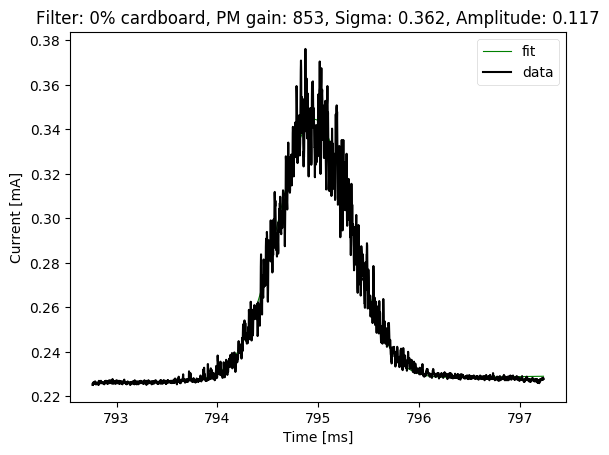 Filter: 0% cardboard, PM gain: 853, Sigma: 0.362, Amplitude: 0.117
fit
data
0.38
0.36
0.34
0.32
0.30
0.28
0.26
0.24
0.22
Current [mA]
793
794
795
796
797
Time [ms]